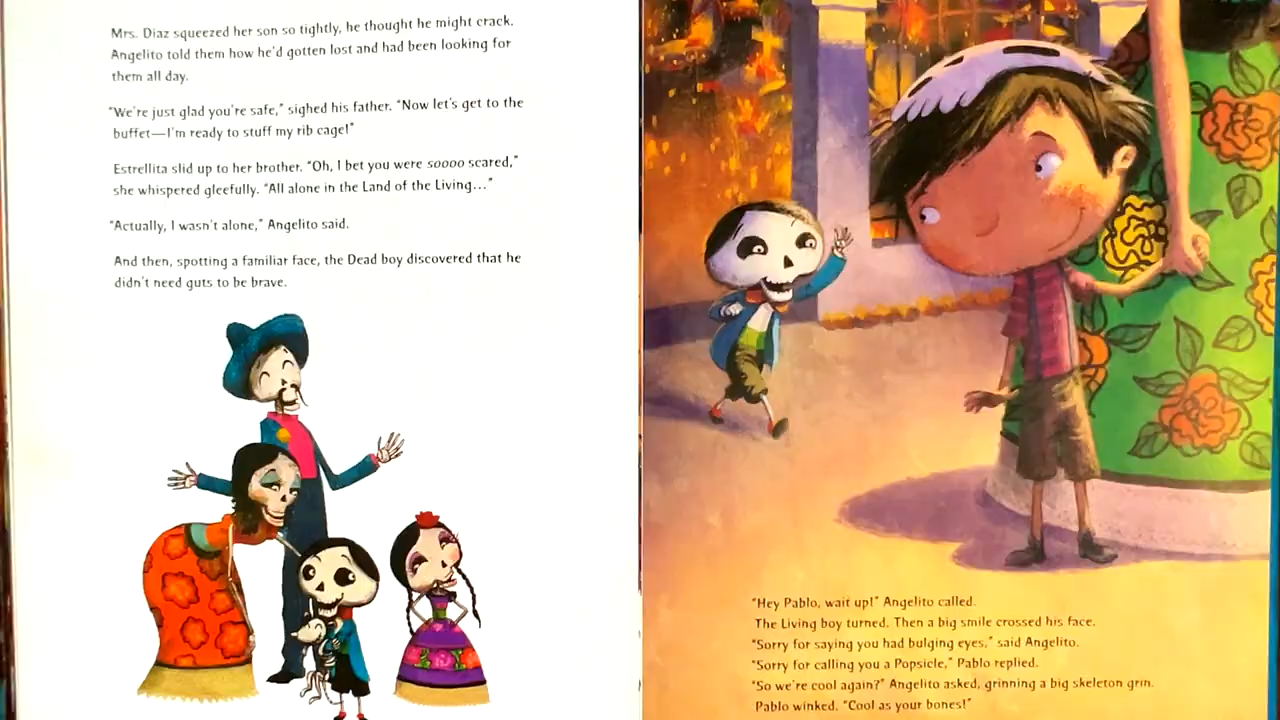 Mrs. Diaz squeezed her son so tightly, he thought he might crack.
Angelito told them how he'd gotten lost and had been looking for
them all day.
"We're just glad you're safe," sighed his father. "Now let's get to the
buffet—I'm ready to stuff my rib cage!"
Estrellita slid up to her brother. "Oh, I bet you were soooo scared,"
she whispered gleefully. "All alone in the Land of the Living..."
"Actually, I wasn't alone," Angelito said.
And then, spotting a familiar face, the Dead boy discovered that he
didn't need guts to be brave.
"Hey Pablo, wait up!" Angelito called.
The Living boy turned. Then a big smile crossed his face.
"Sorry for saying you had bulging eyes," said Angelito.
"Sorry for calling you a Popsicle," Pablo replied.
"So we're cool again?" Angelito asked, grinning a big skeleton grin.
Pablo winked. "Cool as your bones!"